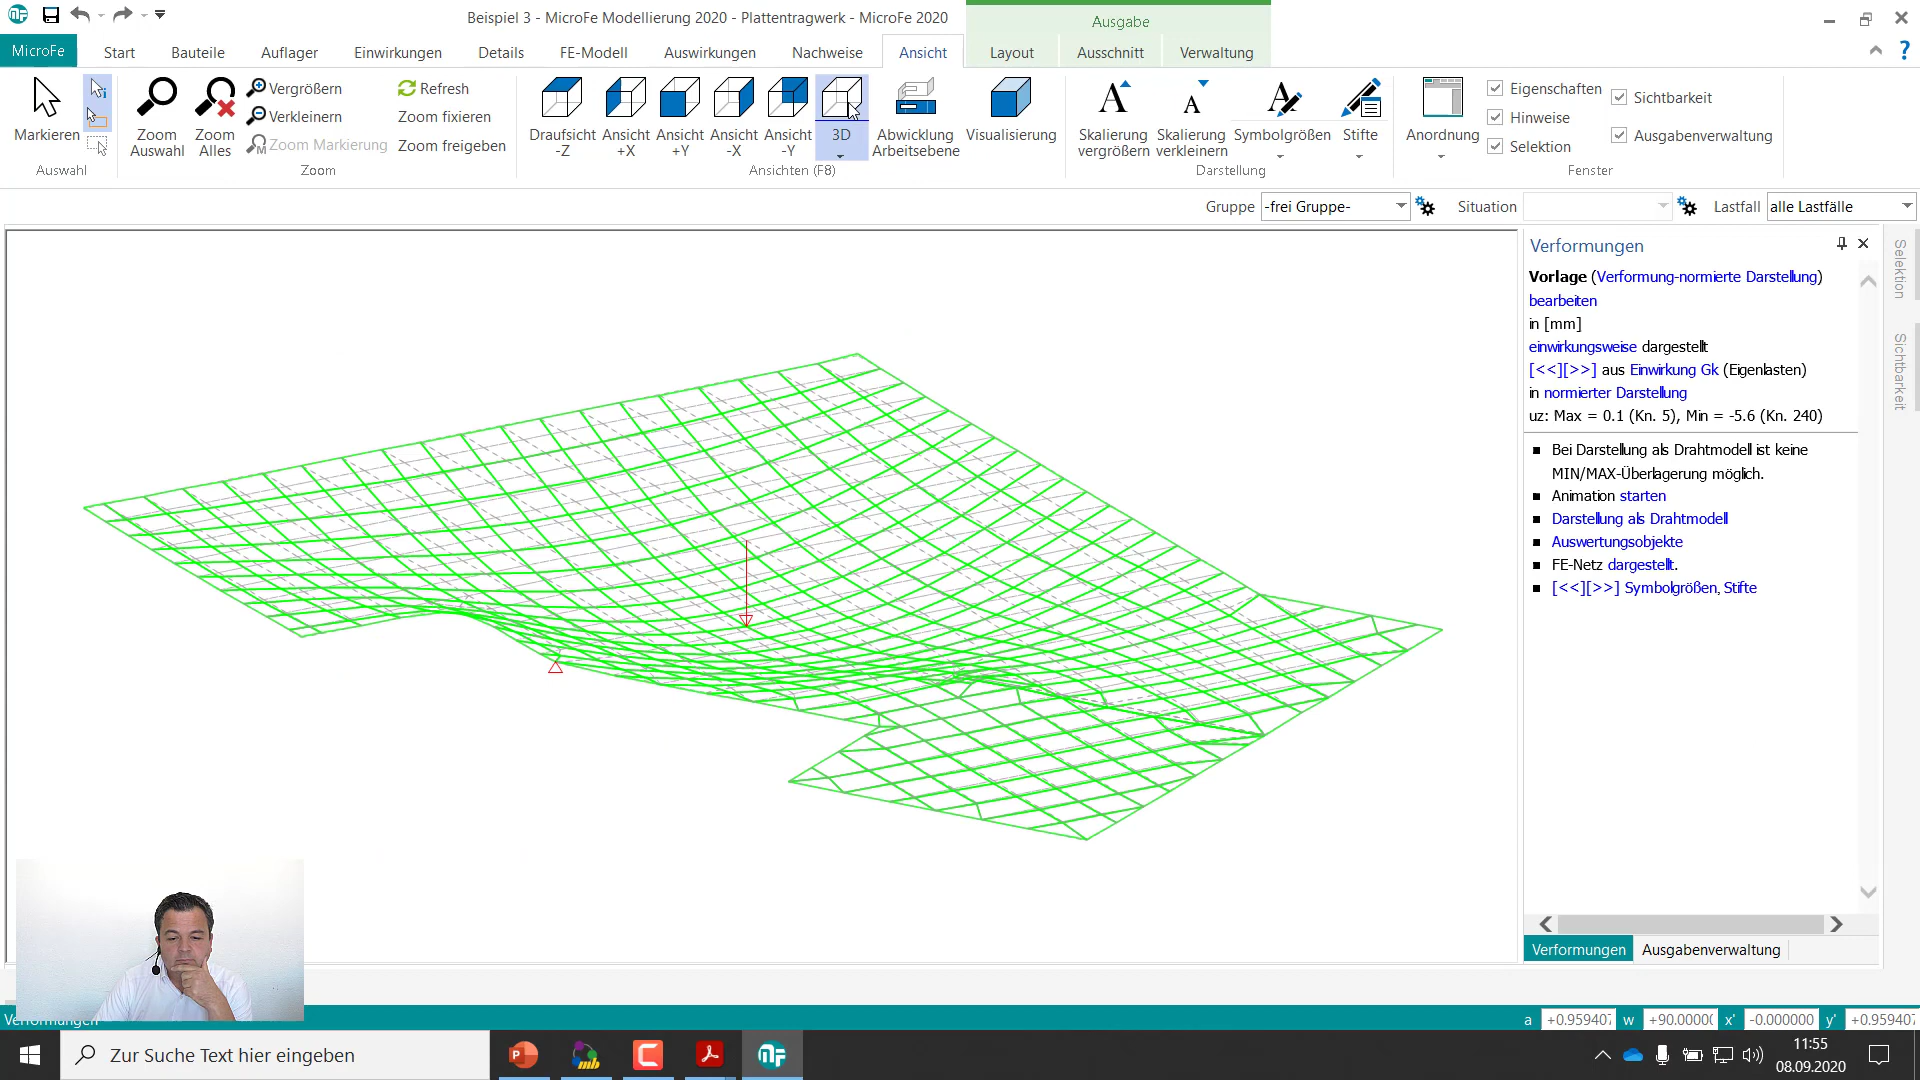 Beispiel 3 - MicroFe Modellierung 2020 - Plattentragwerk - MicroFe 2020
Ausgabe
MicroFe
Start
Bauteile
Auflager
Einwirkungen
Details
FE-Modell
Auswirkungen
Nachweise
Ansicht
Layout
Ausschnitt
Verwaltung
Markieren
Auswahl
Zoom Auswahl
Zoom Alles
Vergrößern
Verkleinern
Zoom Markierung
Refresh
Zoom fixieren
Zoom freigeben
Zoom
Draufsicht -Z
Ansicht +X
Ansicht +Y
Ansicht -X
Ansicht -Y
3D
Abwicklung Arbeitsebene
Visualisierung
Ansichten (F8)
Skalierung vergrößern
Skalierung verkleinern
Symbolgrößen
Stifte
Darstellung
Anordnung
Eigenschaften
Hinweise
Selektion
Sichtbarkeit
Ausgabenverwaltung
Fenster
Gruppe -frei Gruppe- Situation Lastfall alle Lastfälle
Verformungen
Vorlage (Verformung-normierte Darstellung)
bearbeiten
in [mm]
einwirkungsweise dargestellt
[<<][>>] aus Einwirkung Gk (Eigenlasten)
in normierter Darstellung
uz: Max = 0.1 (Kn. 5), Min = -5.6 (Kn. 240)
Bei Darstellung als Drahtmodell ist keine
MIN/MAX-Überlagerung möglich.
Animation starten
Darstellung als Drahtmodell
Auswertungsobjekte
FE-Netz dargestellt.
[<<][>>] Symbolgrößen, Stifte
Selektion
Sichtbarkeit
Verformungen
Ausgabenverwaltung
Verformungen
a +0.959407 w +90.00000 x' -0.000000 y' +0.959407
Zur Suche Text hier eingeben
11:55
08.09.2020